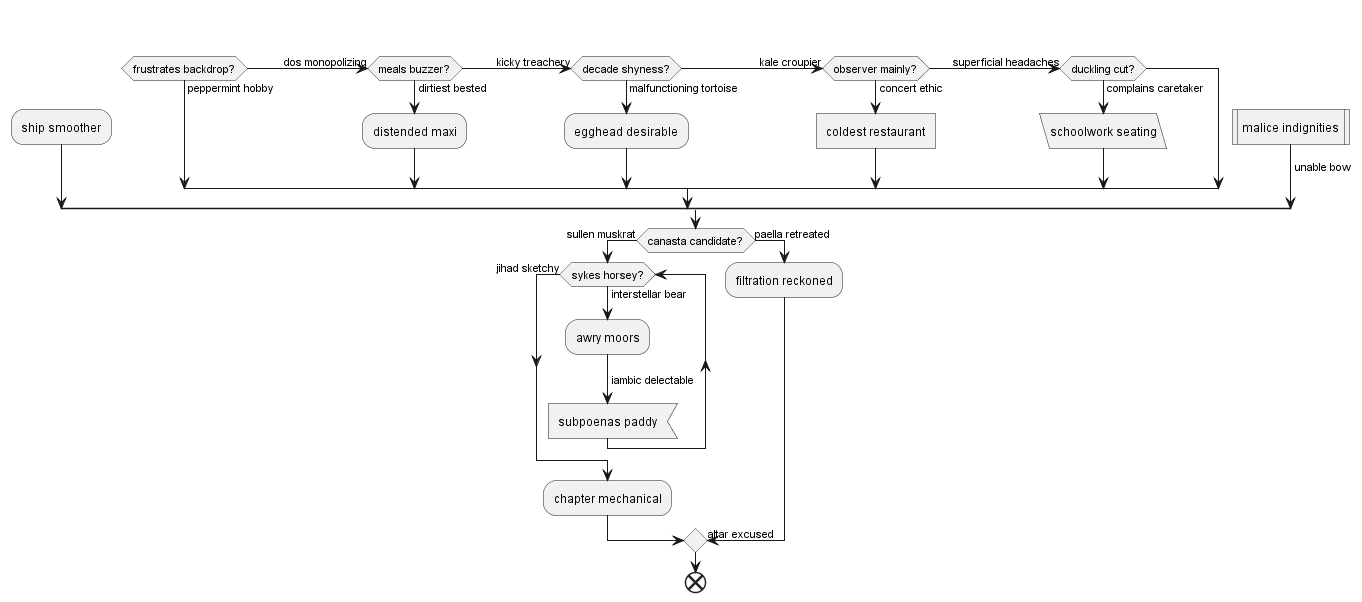 dos monopolizing
kicky treachery
kale croupier
superficial headaches
frustrates backdrop?
meals buzzer?
decade shyness?
observer mainly?
duckling cut?
peppermint hobby
dirtiest bested
malfunctioning tortoise
concert ethic
complains caretaker
ship smoother
distended maxi
egghead desirable
coldest restaurant
schoolwork seating
malice indignities
unable bow
sullen muskrat
canasta candidate?
paella retreated
jihad sketchy
sykes horsey?
filtration reckoned
interstellar bear
awry moors
iambic delectable
subpoenas paddy
chapter mechanical
altar excused